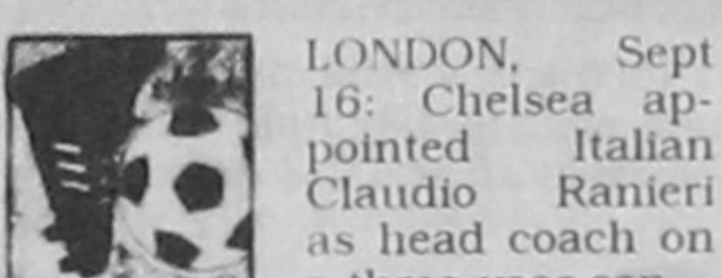 LONDON, Sept
16: Chelsea ap-
pointed Italian
Claudio Ranieri
as head coach on